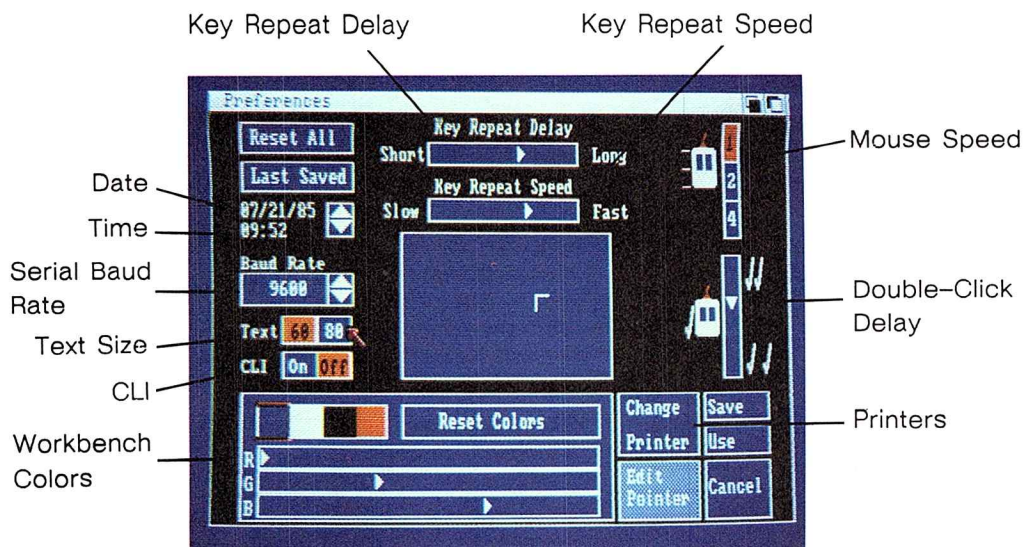 Key Repeat Delay
Key Repeat Speed
Preferences
Reset All
Key Repeat Delay
Short
Long
Last Saved
Key Repeat Speed
Slow
Fast
1
2
4
Mouse Speed
Date
07/21/85
Time
09:52
Serial Baud
Rate
Baud Rate
9600
Double-Click
Delay
Text Size
Text 60 80
CLI
CLI On Off
Workbench
Colors
Reset Colors
R
G
B
Change
Printer
Save
Use
Printers
Edit
Pointer
Cancel